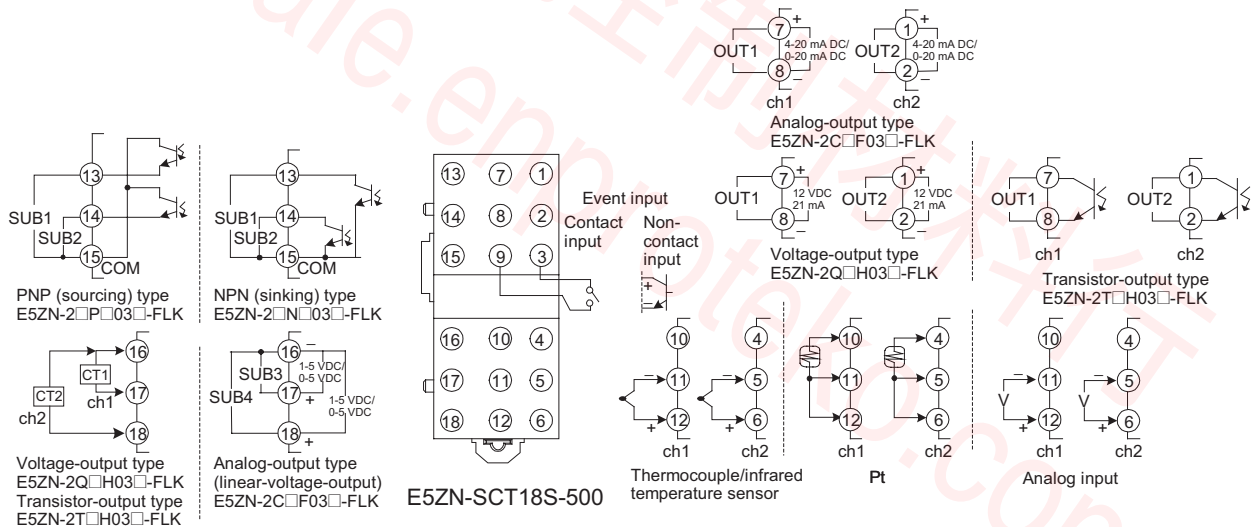 7
+
OUT1
4-20 mA DC/
0-20 mA DC
8
−
ch1
1
+
OUT2
4-20 mA DC/
0-20 mA DC
2
−
ch2
Analog-output type
E5ZN-2C□F03□-FLK
13
SUB1
14
SUB2
15
COM
PNP (sourcing) type
E5ZN-2□P□03□-FLK
13
SUB1
14
SUB2
15
COM
NPN (sinking) type
E5ZN-2□N□03□-FLK
16
CT1
17
CT2
ch1
ch2
18
Voltage-output type
E5ZN-2Q□H03□-FLK
Transistor-output type
E5ZN-2T□H03□-FLK
16
−
SUB3
1-5 VDC/
0-5 VDC
17
+
SUB4
1-5 VDC/
0-5 VDC
18
+
Analog-output type
(linear-voltage-output)
E5ZN-2C□F03□-FLK
13 7 1
14 8 2
15 9 3
16 10 4
17 11 5
18 12 6
E5ZN-SCT18S-500
Event input
Contact
input
Non-
contact
input
+
−
7
+
OUT1
12 VDC
21 mA
8
−
1
+
OUT2
12 VDC
21 mA
2
−
Voltage-output type
E5ZN-2Q□H03□-FLK
7
OUT1
8
ch1
1
OUT2
2
ch2
Transistor-output type
E5ZN-2T□H03□-FLK
10
−
11
+
12
ch1
4
−
5
+
6
ch2
Thermocouple/infrared
temperature sensor
10
11
12
ch1
4
5
6
ch2
Pt
10
−
11
V
+
12
ch1
4
−
5
V
+
6
ch2
Analog input
ale.enproteko.com